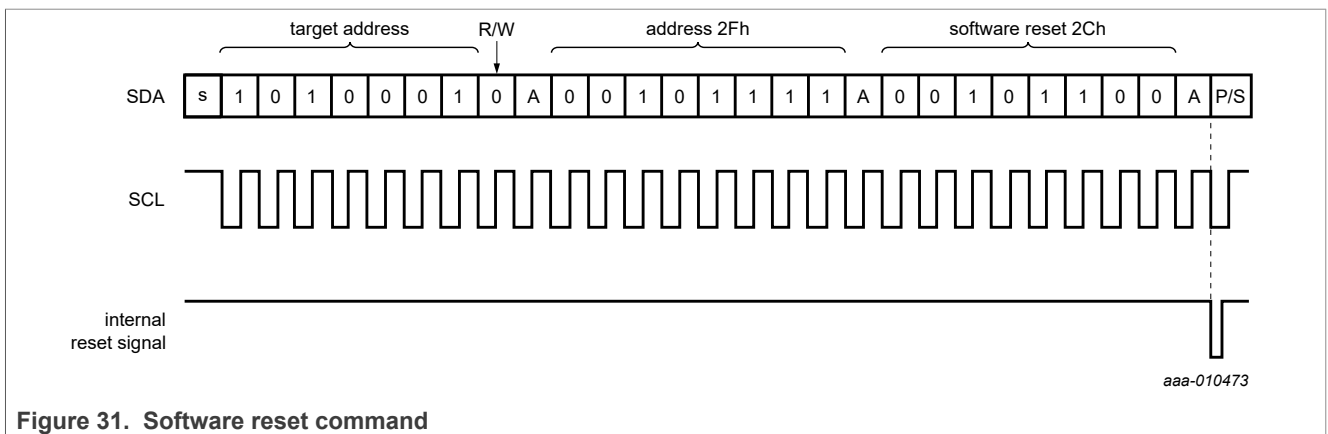 target address R/W address 2Fh software reset 2Ch
SDA s 1 0 1 0 0 0 1 0 A 0 0 1 0 1 1 1 1 A 0 0 1 0 1 1 0 0 A P/S
SCL
internal
reset signal
aaa-010473
Figure 31. Software reset command